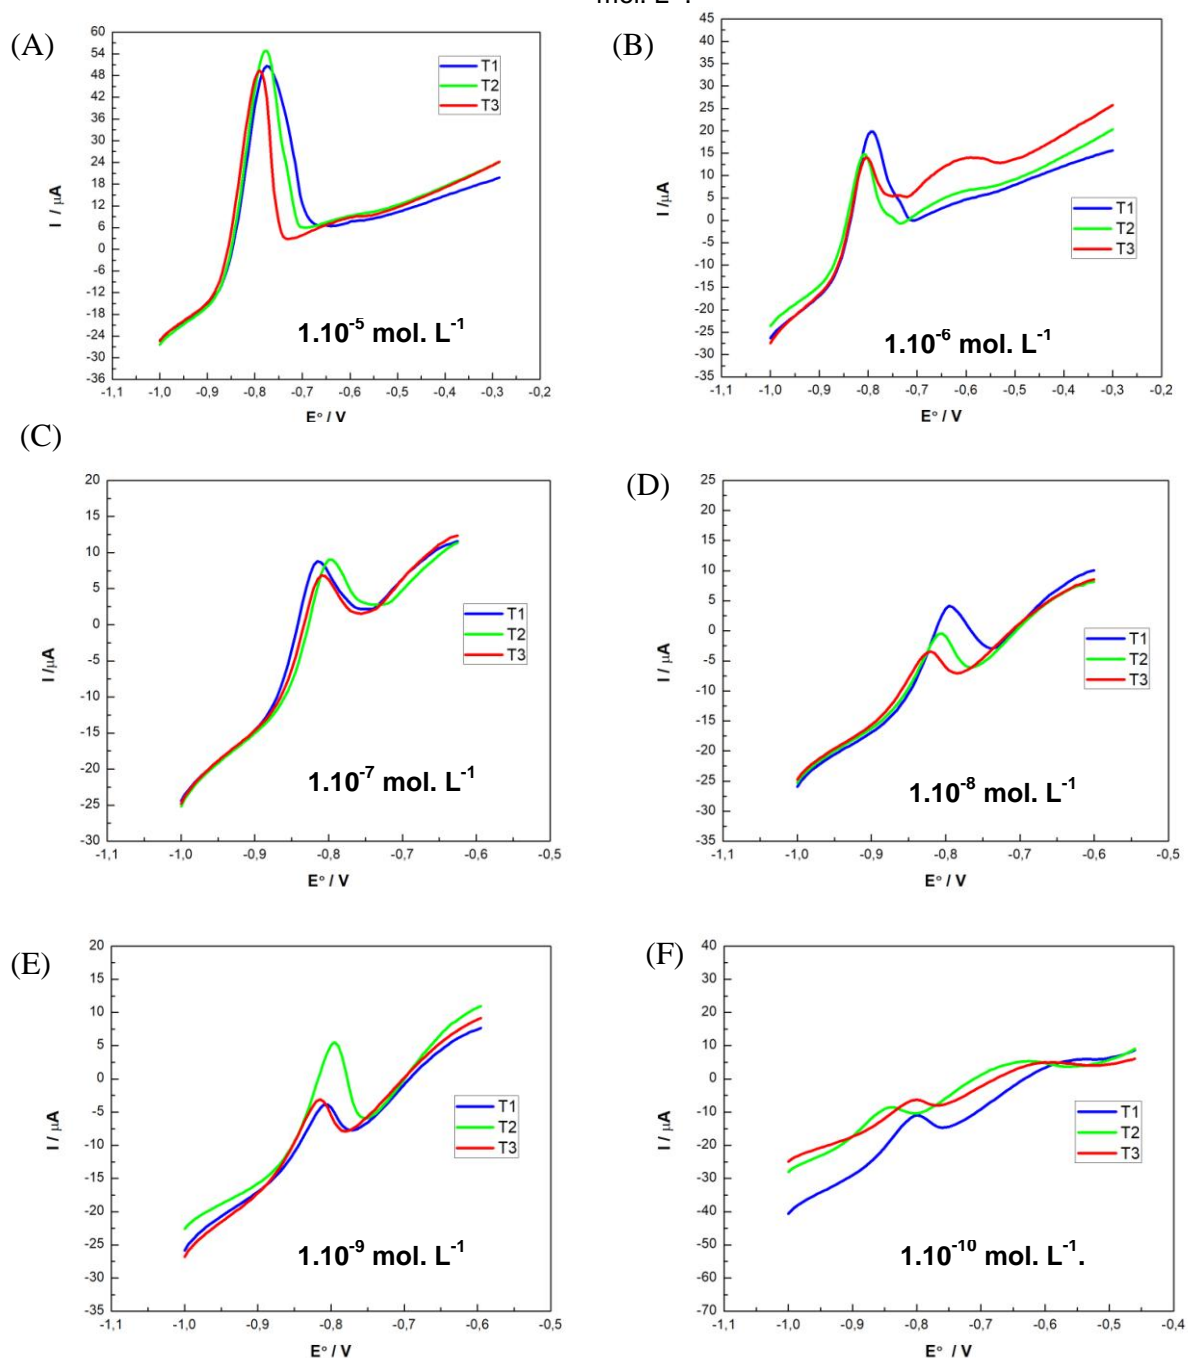 mol. L⁻¹
(A)
60
54
48
42
36
30
24
18
12
6
0
-6
-12
-18
-24
-30
-36
I / µA
T1
T2
T3
1.10⁻⁵ mol. L⁻¹
-1,1 -1,0 -0,9 -0,8 -0,7 -0,6 -0,5 -0,4 -0,3 -0,2
E° / V
(B)
45
40
35
30
25
20
15
10
5
0
-5
-10
-15
-20
-25
-30
-35
I / µA
T1
T2
T3
1.10⁻⁶ mol. L⁻¹
-1,1 -1,0 -0,9 -0,8 -0,7 -0,6 -0,5 -0,4 -0,3 -0,2
E° / V
(C)
20
15
10
5
0
-5
-10
-15
-20
-25
-30
I /µA
T1
T2
T3
1.10⁻⁷ mol. L⁻¹
-1,1 -1,0 -0,9 -0,8 -0,7 -0,6 -0,5
E° / V
(D)
25
20
15
10
5
0
-5
-10
-15
-20
-25
-30
-35
I / µA
T1
T2
T3
1.10⁻⁸ mol. L⁻¹
-1,1 -1,0 -0,9 -0,8 -0,7 -0,6 -0,5
E° / V
(E)
20
15
10
5
0
-5
-10
-15
-20
-25
-30
-35
I / µA
T1
T2
T3
1.10⁻⁹ mol. L⁻¹
-1,1 -1,0 -0,9 -0,8 -0,7 -0,6 -0,5
E° / V
(F)
40
30
20
10
0
-10
-20
-30
-40
-50
-60
-70
I / µA
T1
T2
T3
1.10⁻¹⁰ mol. L⁻¹.
-1,1 -1,0 -0,9 -0,8 -0,7 -0,6 -0,5 -0,4
E° / V